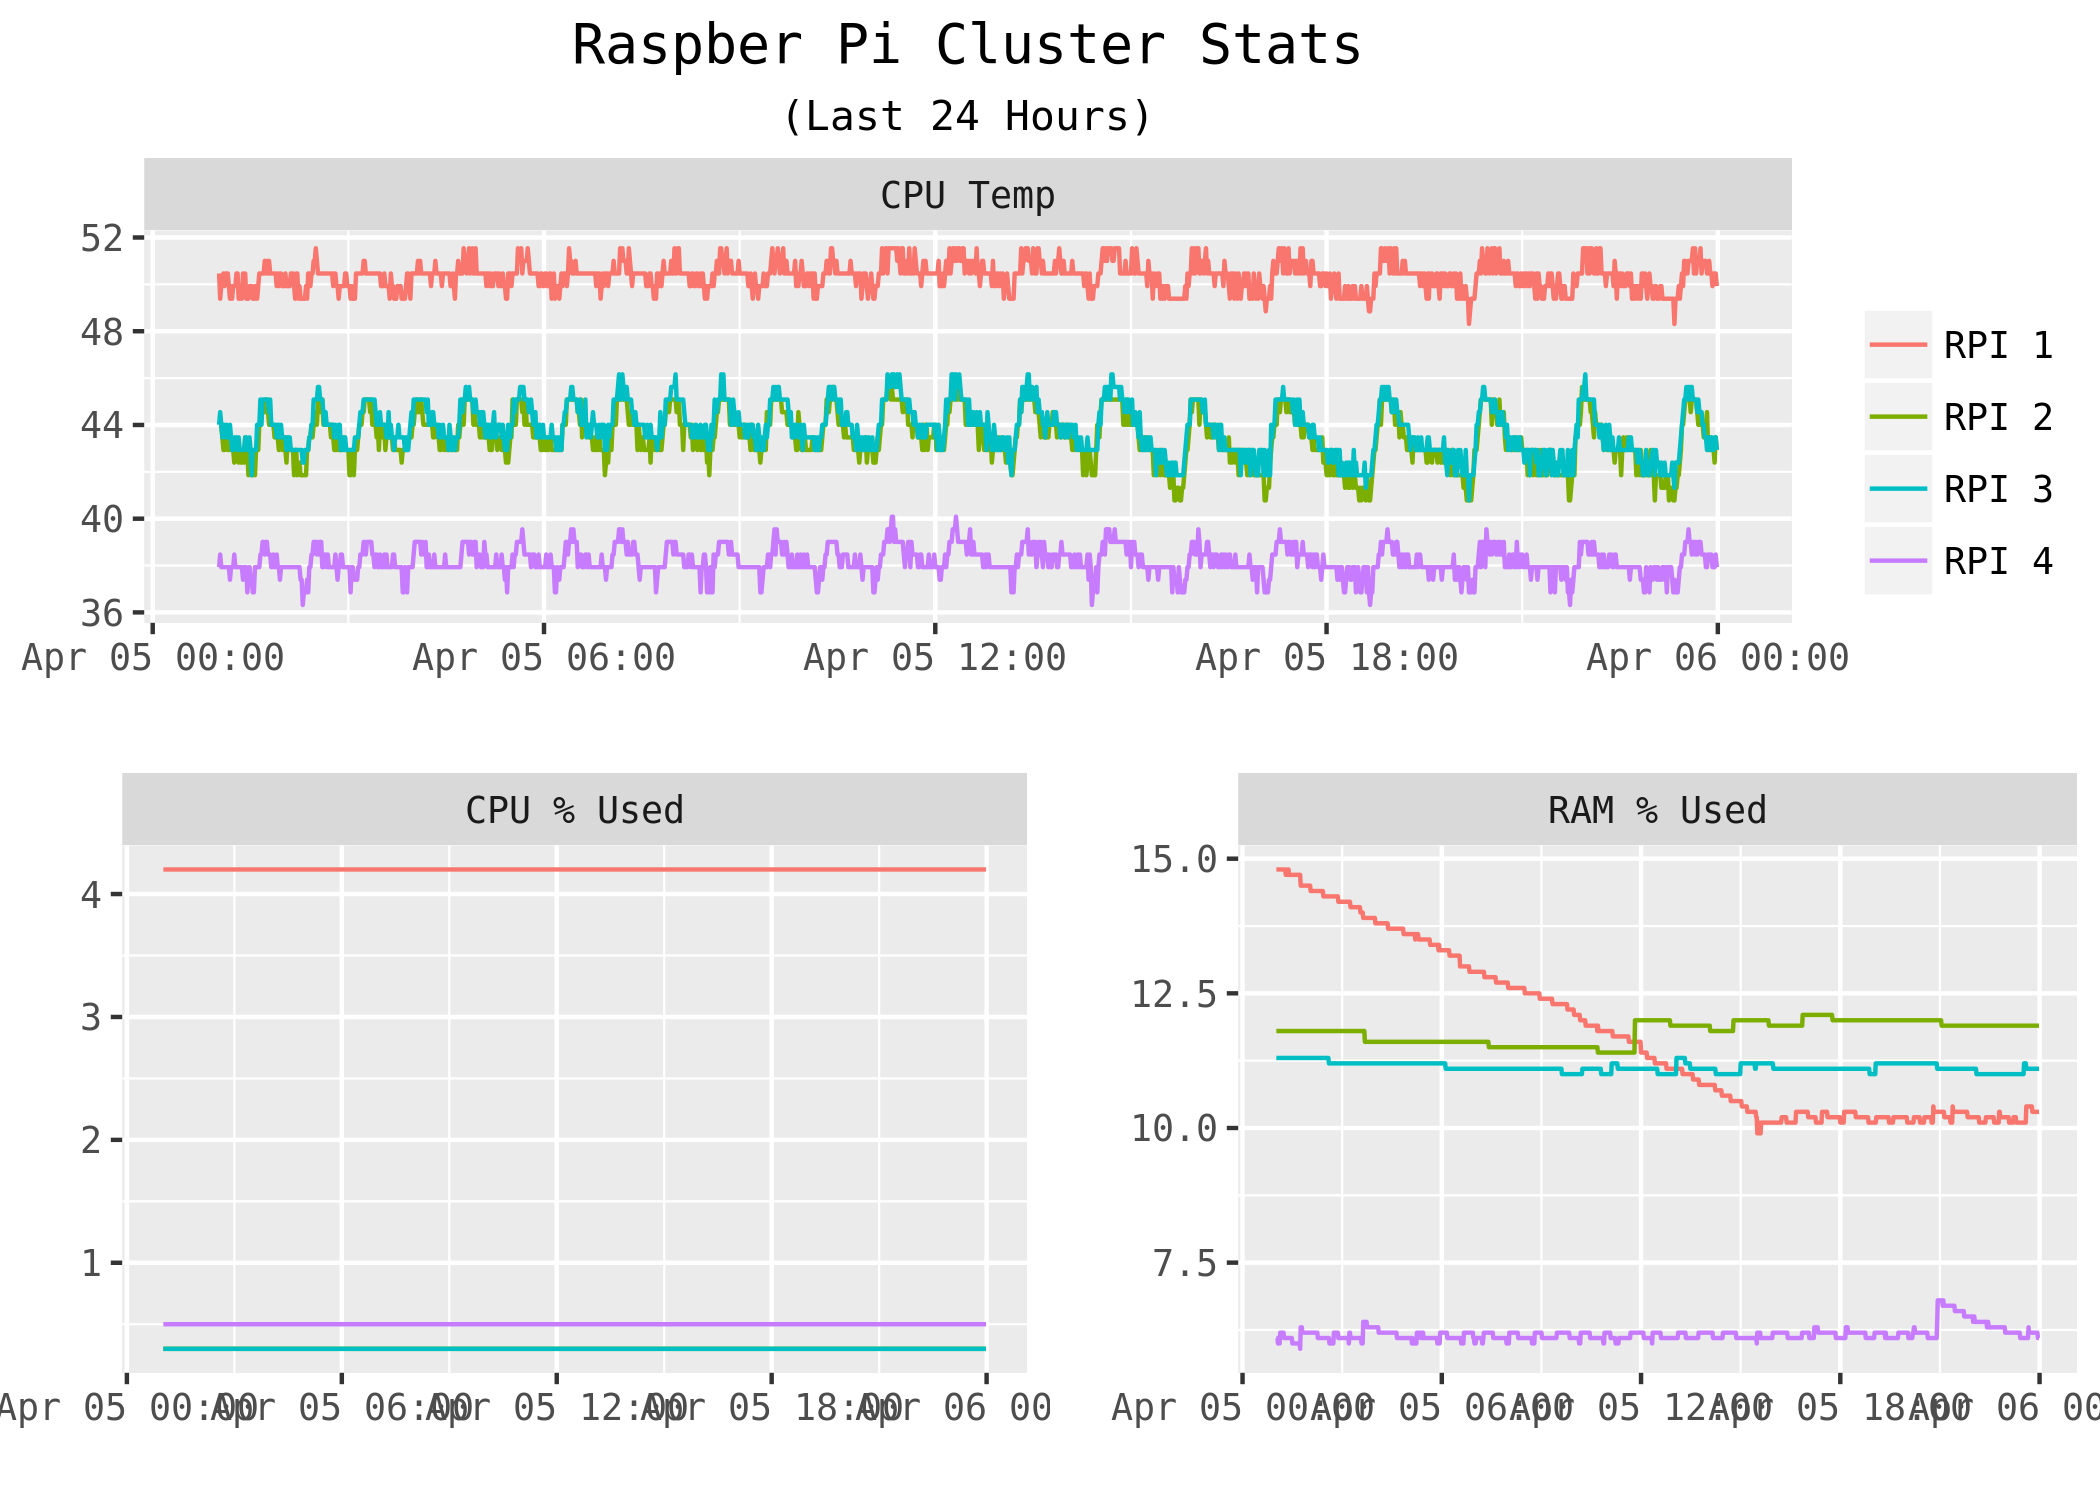 Raspber Pi Cluster Stats
(Last 24 Hours)
CPU Temp
52
48
44
40
36
Apr 05 00:00 Apr 05 06:00 Apr 05 12:00 Apr 05 18:00 Apr 06 00:00
RPI 1
RPI 2
RPI 3
RPI 4
CPU % Used
4
3
2
1
Apr 05 00:00 Apr 05 06:00 Apr 05 12:00 Apr 05 18:00 Apr 06 00
RAM % Used
15.0
12.5
10.0
7.5
Apr 05 00:00 Apr 05 06:00 Apr 05 12:00 Apr 05 18:00 Apr 06 00